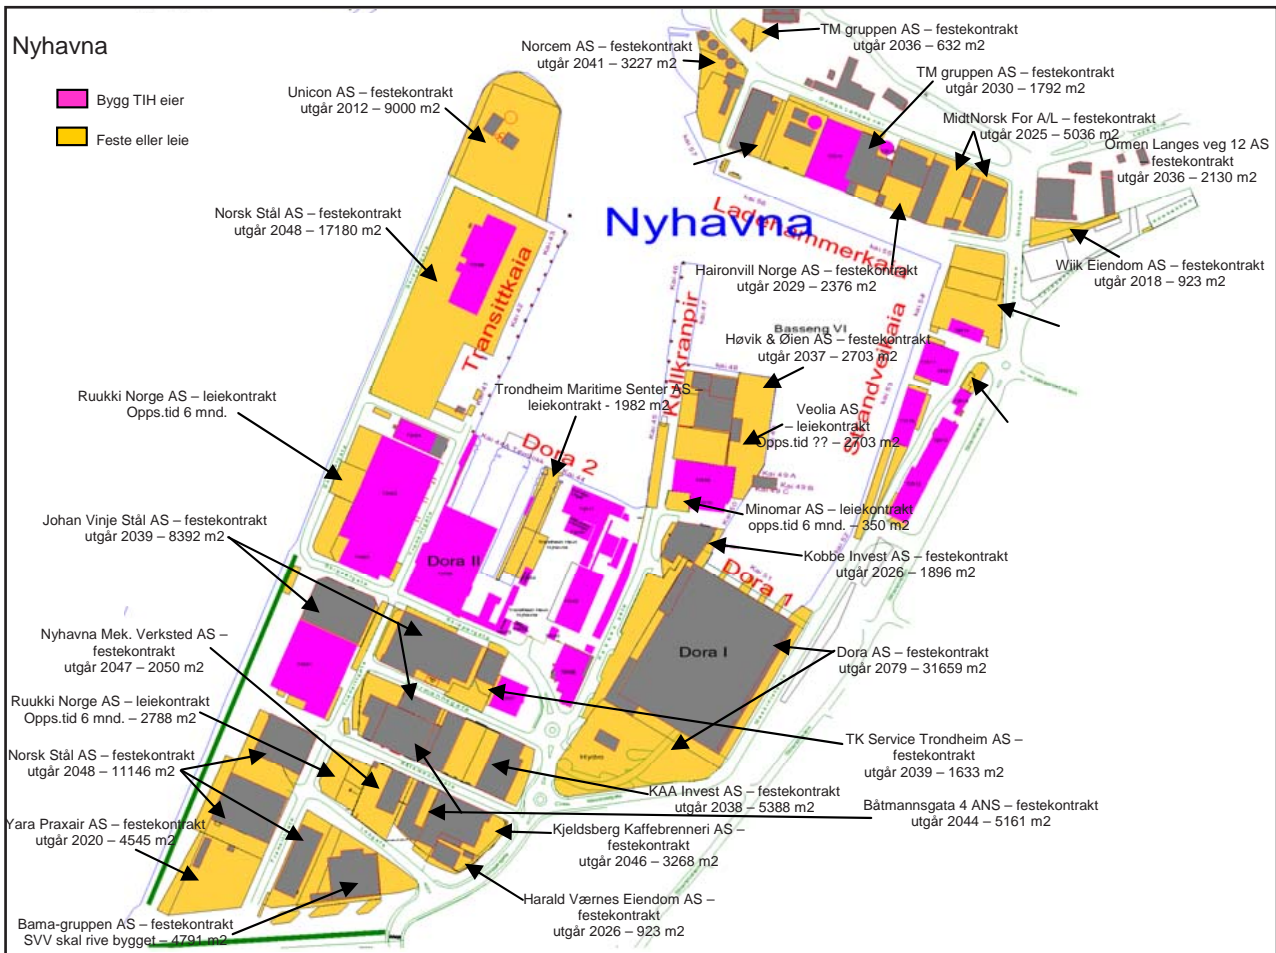 Nyhavna
Bygg TIH eier
Feste eller leie
Unicon AS – festekontrakt
utgår 2012 – 9000 m2
Norcem AS – festekontrakt
utgår 2041 – 3227 m2
TM gruppen AS – festekontrakt
utgår 2036 – 632 m2
TM gruppen AS – festekontrakt
utgår 2030 – 1792 m2
MidtNorsk For A/L – festekontrakt
utgår 2025 – 5036 m2
Ormen Langes veg 12 AS
– festekontrakt
utgår 2036 – 2130 m2
Norsk Stål AS – festekontrakt
utgår 2048 – 17180 m2
Nyhavna
Ladehammerkaia
Transittkaia
Kullkranpir
Strandveikaia
Wiik Eiendom AS – festekontrakt
utgår 2018 – 923 m2
Haironvill Norge AS – festekontrakt
utgår 2029 – 2376 m2
Basseng VI
Høvik & Øien AS – festekontrakt
utgår 2037 – 2703 m2
Ruukki Norge AS – leiekontrakt
Opps.tid 6 mnd.
Trondheim Maritime Senter AS –
leiekontrakt - 1982 m2
Veolia AS
– leiekontrakt
Opps.tid ?? – 2703 m2
Dora 2
Minomar AS – leiekontrakt
opps.tid 6 mnd. – 350 m2
Johan Vinje Stål AS – festekontrakt
utgår 2039 – 8392 m2
Kobbe Invest AS – festekontrakt
utgår 2026 – 1896 m2
Dora II
Dora 1
Dora I
Nyhavna Mek. Verksted AS –
festekontrakt
utgår 2047 – 2050 m2
Dora AS – festekontrakt
utgår 2079 – 31659 m2
Ruukki Norge AS – leiekontrakt
Opps.tid 6 mnd. – 2788 m2
TK Service Trondheim AS –
festekontrakt
utgår 2039 – 1633 m2
Norsk Stål AS – festekontrakt
utgår 2048 – 11146 m2
Hydro
KAA Invest AS – festekontrakt
utgår 2038 – 5388 m2
Båtmannsgata 4 ANS – festekontrakt
utgår 2044 – 5161 m2
Yara Praxair AS – festekontrakt
utgår 2020 – 4545 m2
Kjeldsberg Kaffebrenneri AS –
festekontrakt
utgår 2046 – 3268 m2
Harald Værnes Eiendom AS –
festekontrakt
utgår 2026 – 923 m2
Bama-gruppen AS – festekontrakt
SVV skal rive bygget – 4791 m2